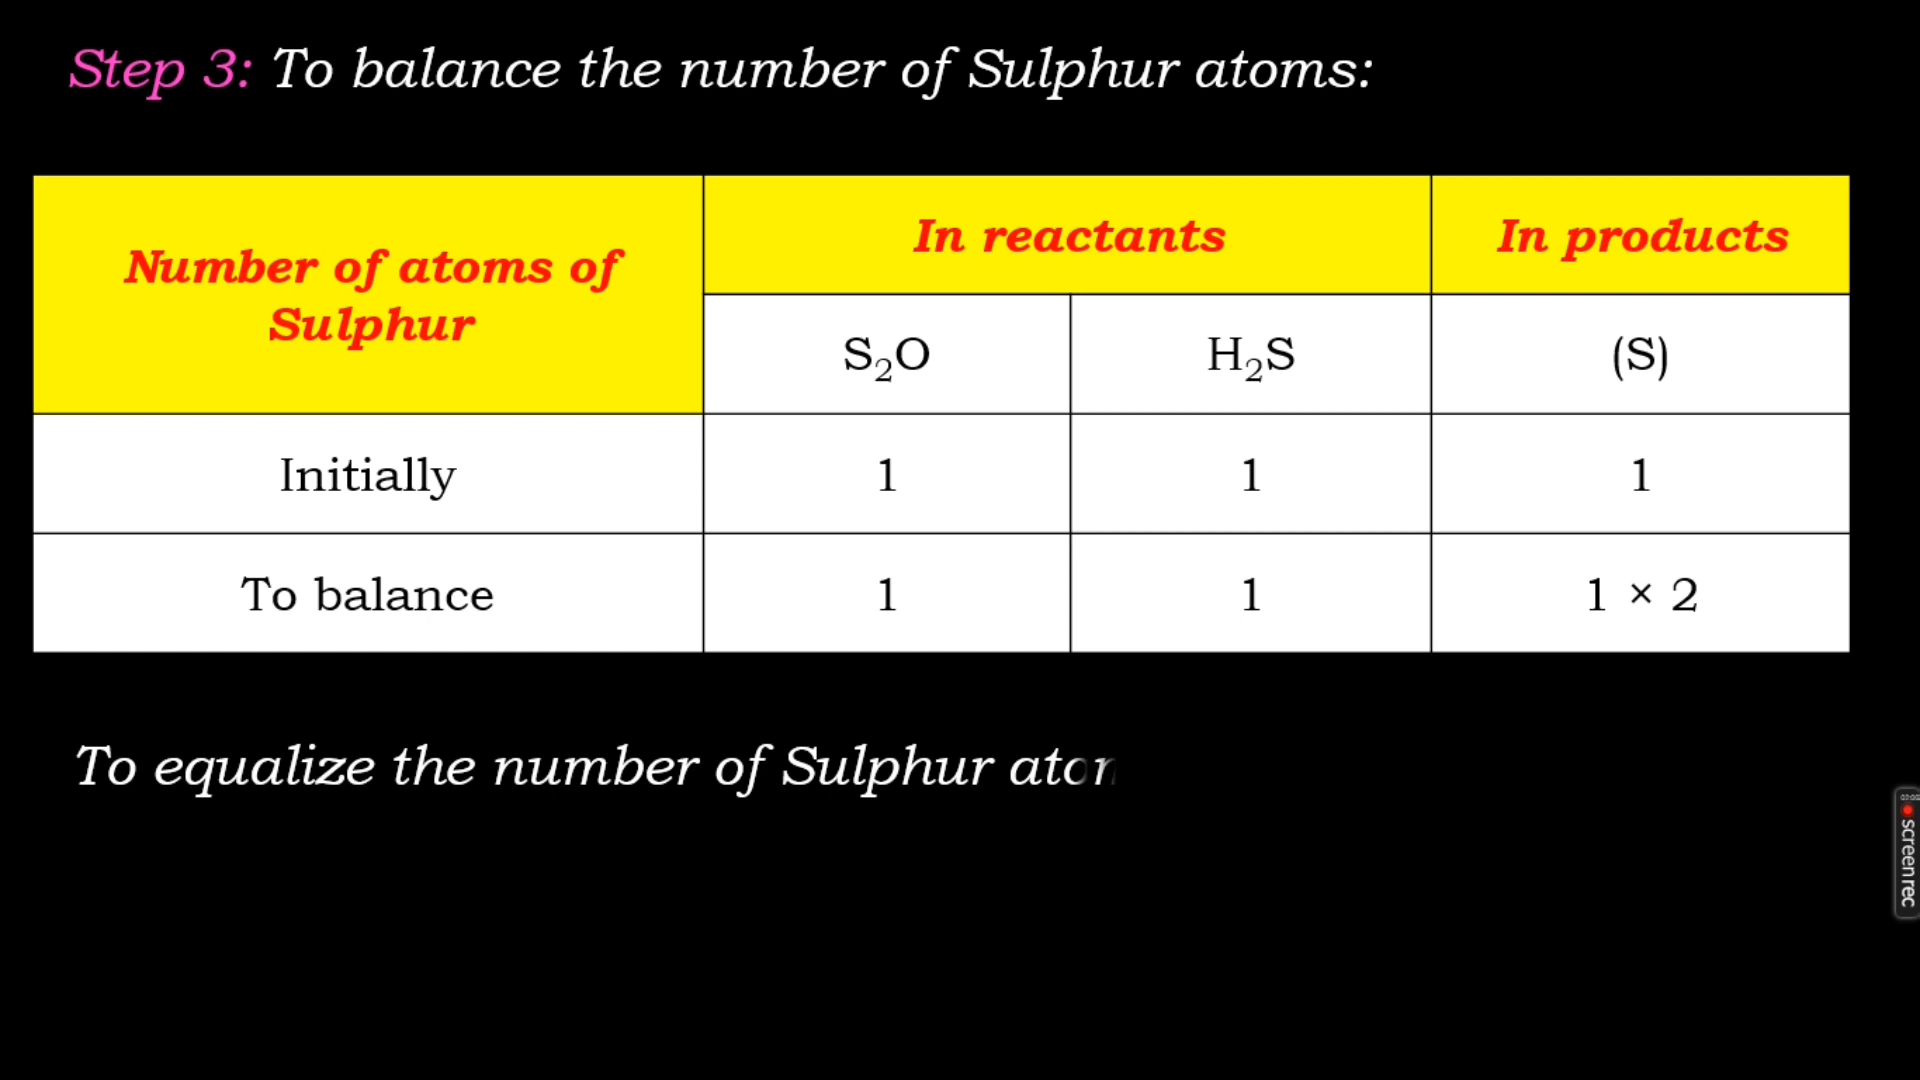 Step 3: To balance the number of Sulphur atoms:
Number of atoms of
Sulphur
In reactants
In products
S₂O
H₂S
(S)
Initially
1
1
1
To balance
1
1
1 × 2
To equalize the number of Sulphur
screenrec